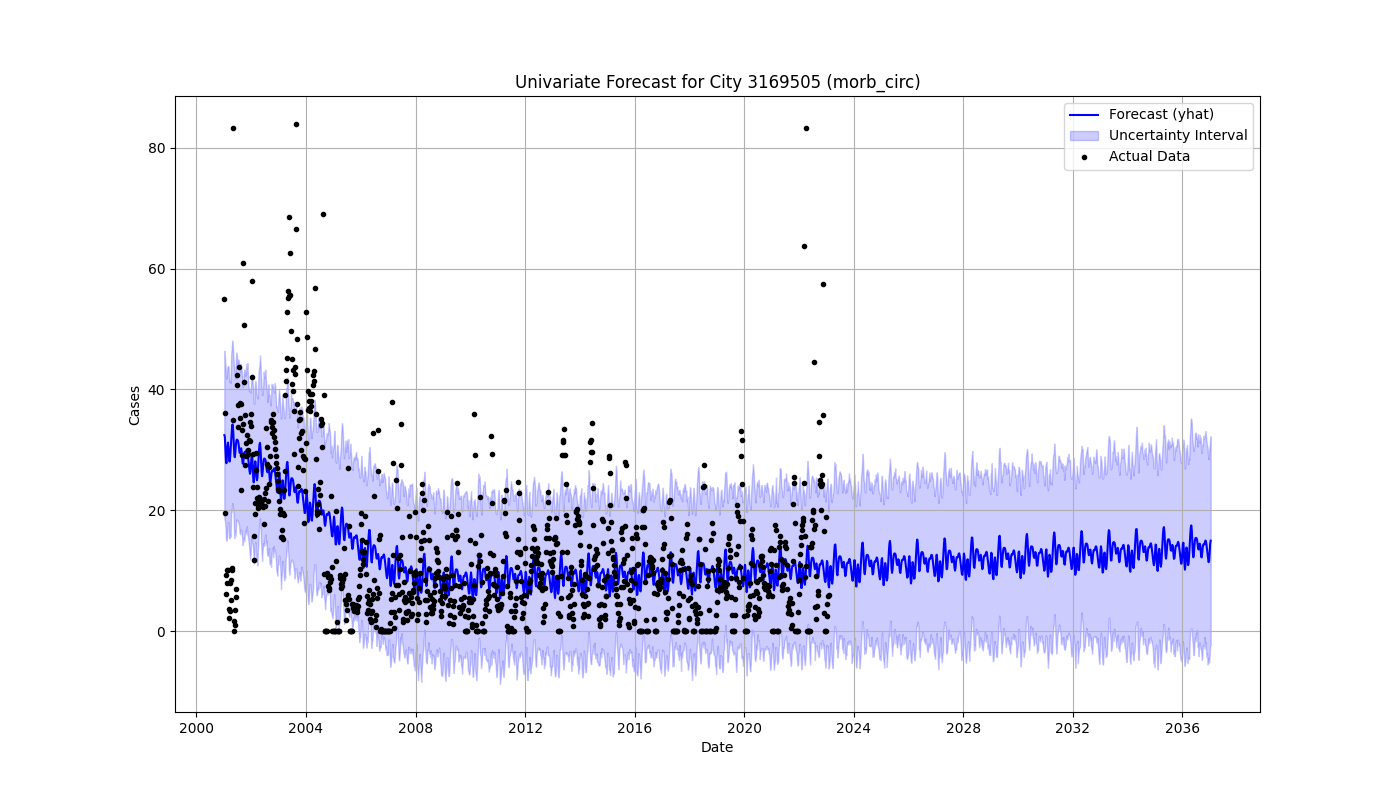 Univariate Forecast for City 3169505 (morb_circ)
Forecast (yhat)
Uncertainty Interval
Actual Data
Cases
80
60
40
20
0
2000 2004 2008 2012 2016 2020 2024 2028 2032 2036
Date